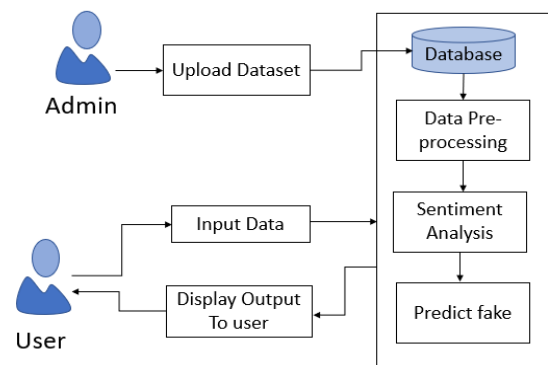 Upload Dataset
Database
Admin
Data Pre-
processing
Input Data
Sentiment
Analysis
Display Output
To user
Predict fake
User